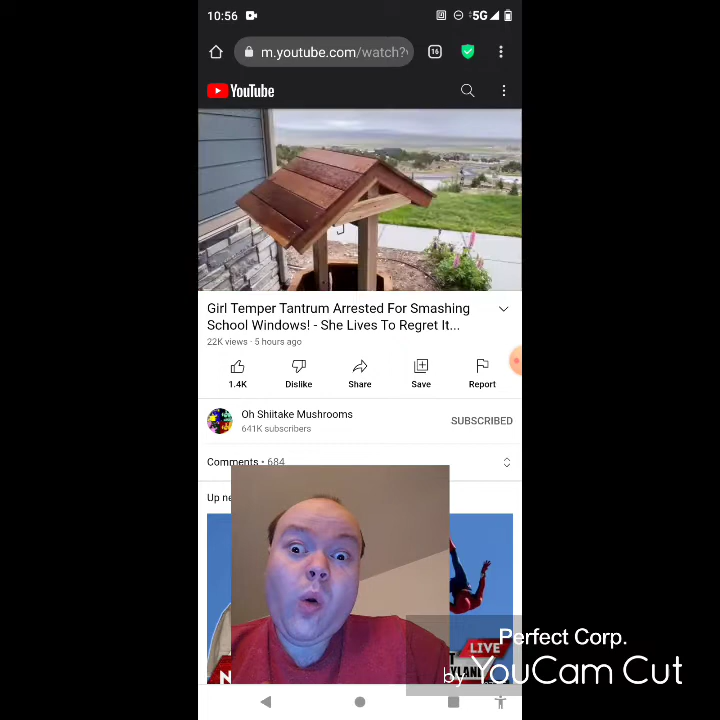 10:56
5G
m.youtube.com/watch?v
16
YouTube
Girl Temper Tantrum Arrested For Smashing
School Windows! - She Lives To Regret It...
22K views · 5 hours ago
1.4K
Dislike
Share
Save
Report
Oh Shiitake Mushrooms
641K subscribers
SUBSCRIBED
Comments • 684
Up ne
LIVE
Perfect Corp.
by YouCam Cut